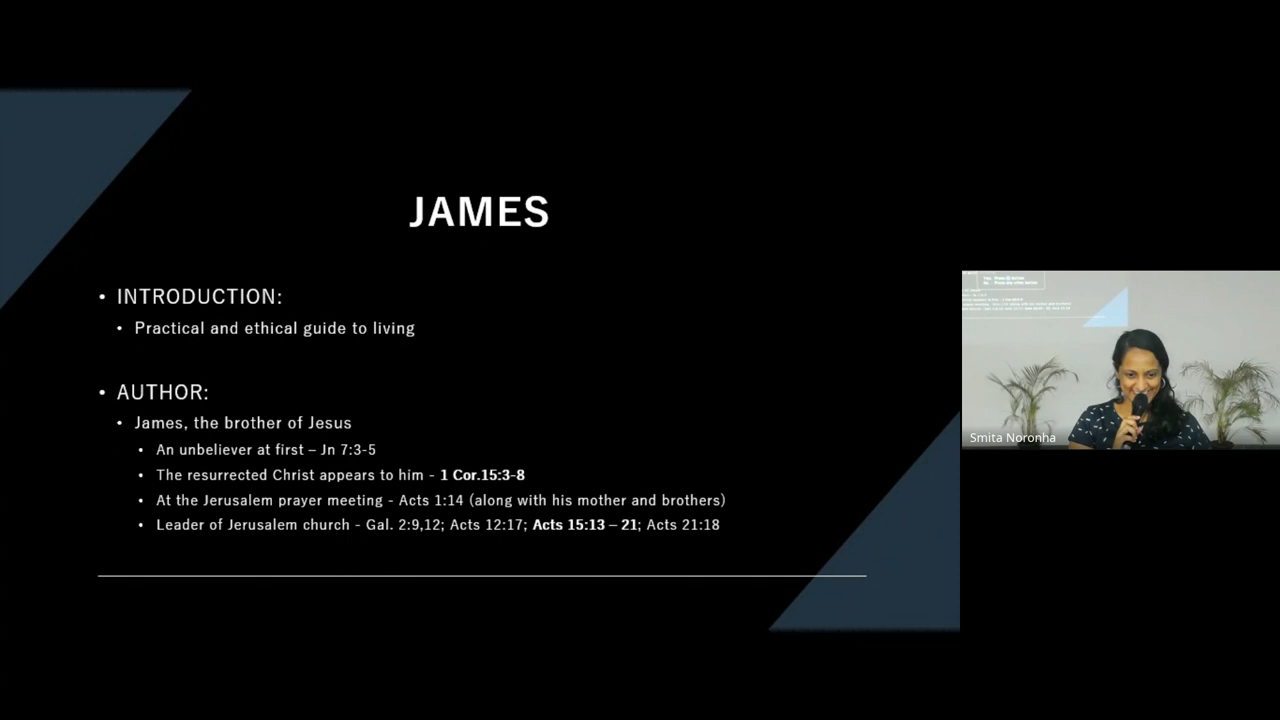 JAMES
• INTRODUCTION:
• Practical and ethical guide to living
• AUTHOR:
• James, the brother of Jesus
• An unbeliever at first – Jn 7:3-5
• The resurrected Christ appears to him - 1 Cor.15:3-8
• At the Jerusalem prayer meeting - Acts 1:14 (along with his mother and brothers)
• Leader of Jerusalem church - Gal. 2:9,12; Acts 12:17; Acts 15:13 – 21; Acts 21:18
Smita Noronha